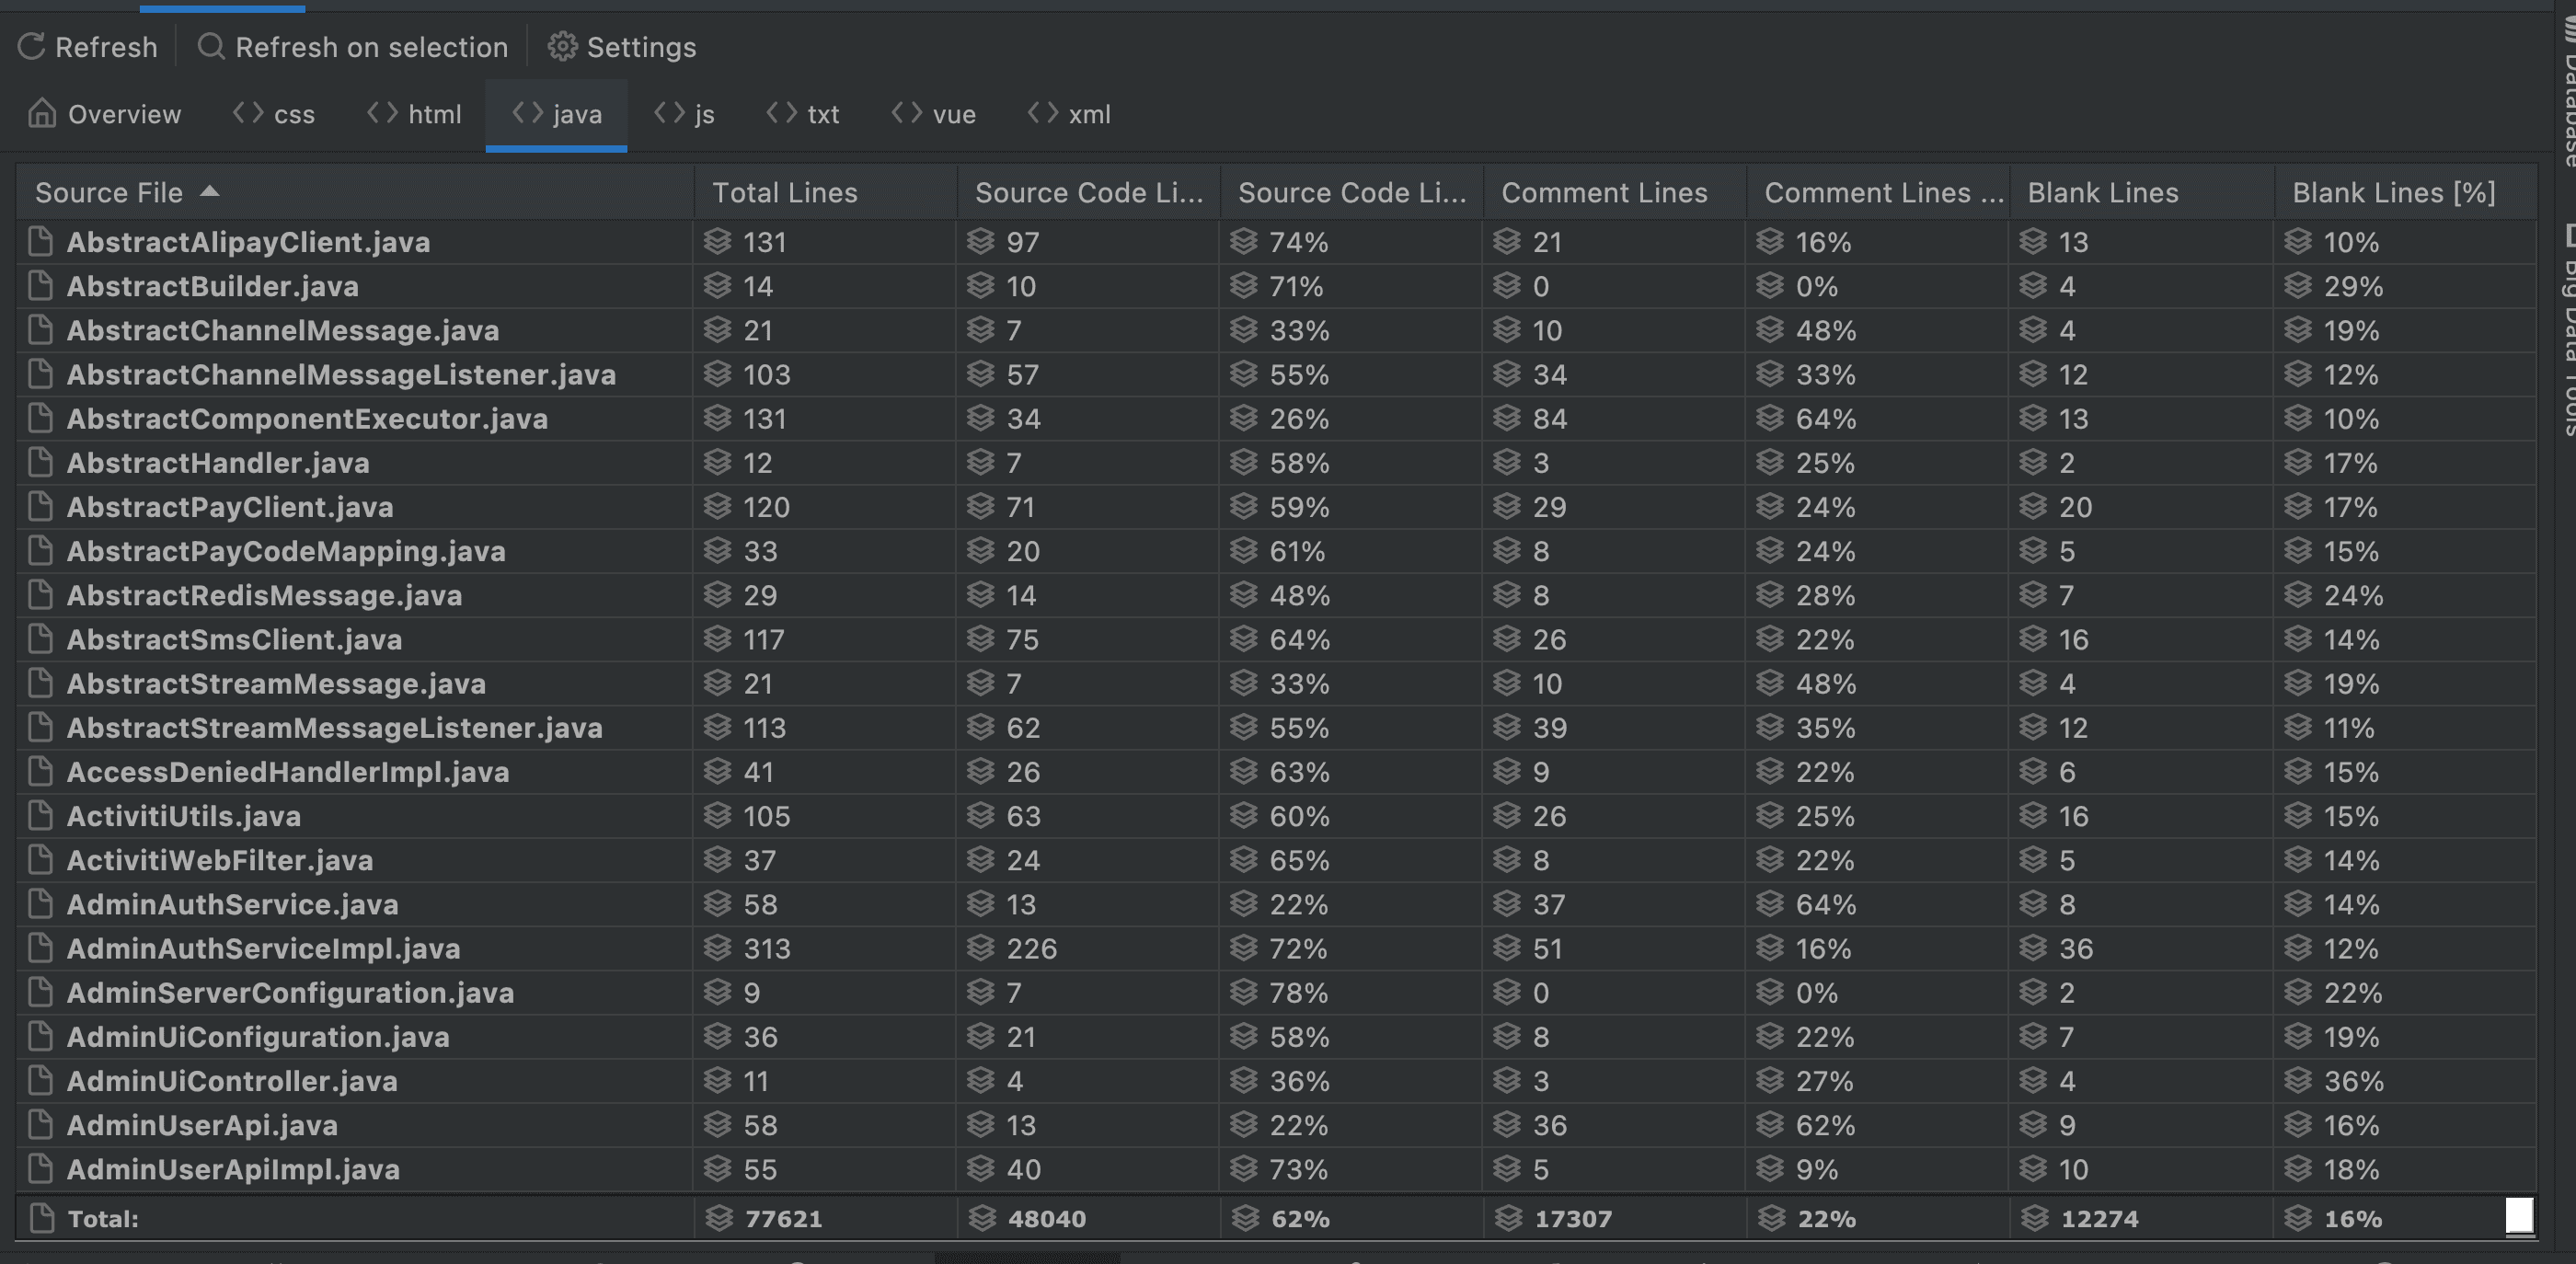 Refresh Refresh on selection Settings
Overview css html java js txt vue xml
Source File Total Lines Source Code Li... Source Code Li... Comment Lines Comment Lines ... Blank Lines Blank Lines [%]
AbstractAlipayClient.java 131 97 74% 21 16% 13 10%
AbstractBuilder.java 14 10 71% 0 0% 4 29%
AbstractChannelMessage.java 21 7 33% 10 48% 4 19%
AbstractChannelMessageListener.java 103 57 55% 34 33% 12 12%
AbstractComponentExecutor.java 131 34 26% 84 64% 13 10%
AbstractHandler.java 12 7 58% 3 25% 2 17%
AbstractPayClient.java 120 71 59% 29 24% 20 17%
AbstractPayCodeMapping.java 33 20 61% 8 24% 5 15%
AbstractRedisMessage.java 29 14 48% 8 28% 7 24%
AbstractSmsClient.java 117 75 64% 26 22% 16 14%
AbstractStreamMessage.java 21 7 33% 10 48% 4 19%
AbstractStreamMessageListener.java 113 62 55% 39 35% 12 11%
AccessDeniedHandlerImpl.java 41 26 63% 9 22% 6 15%
ActivitiUtils.java 105 63 60% 26 25% 16 15%
ActivitiWebFilter.java 37 24 65% 8 22% 5 14%
AdminAuthService.java 58 13 22% 37 64% 8 14%
AdminAuthServiceImpl.java 313 226 72% 51 16% 36 12%
AdminServerConfiguration.java 9 7 78% 0 0% 2 22%
AdminUiConfiguration.java 36 21 58% 8 22% 7 19%
AdminUiController.java 11 4 36% 3 27% 4 36%
AdminUserApi.java 58 13 22% 36 62% 9 16%
AdminUserApiImpl.java 55 40 73% 5 9% 10 18%
Total: 77621 48040 62% 17307 22% 12274 16%
Database
Big Data Tools